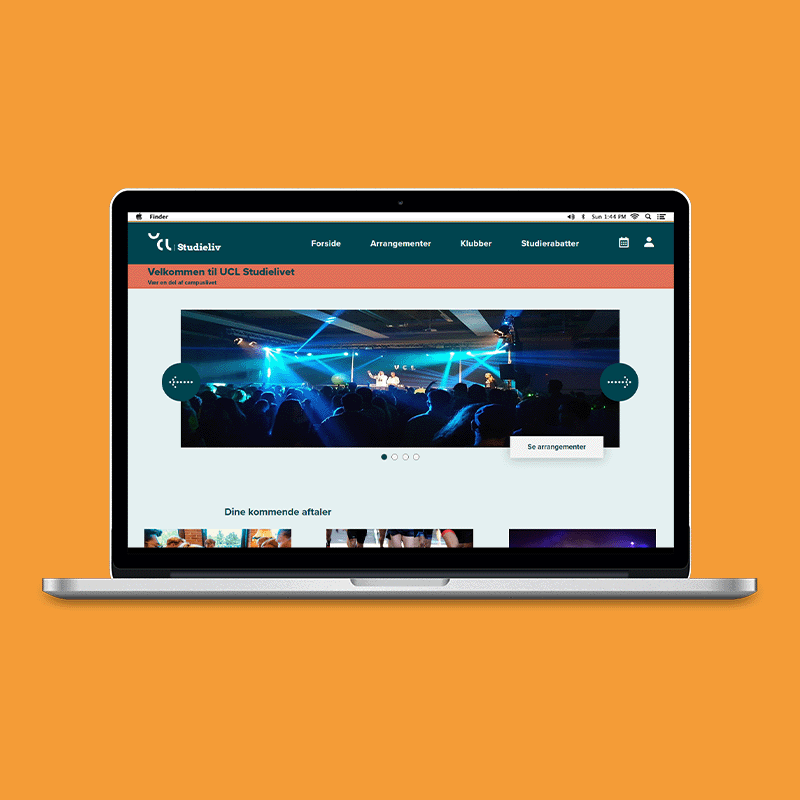 Finder
Sun 1:44 PM
UCL | Studieliv
Forside
Arrangementer
Klubber
Studierabatter
Velkommen til UCL Studielivet
Vær en del af campuslivet
UCL
Se arrangementer
Dine kommende aftaler